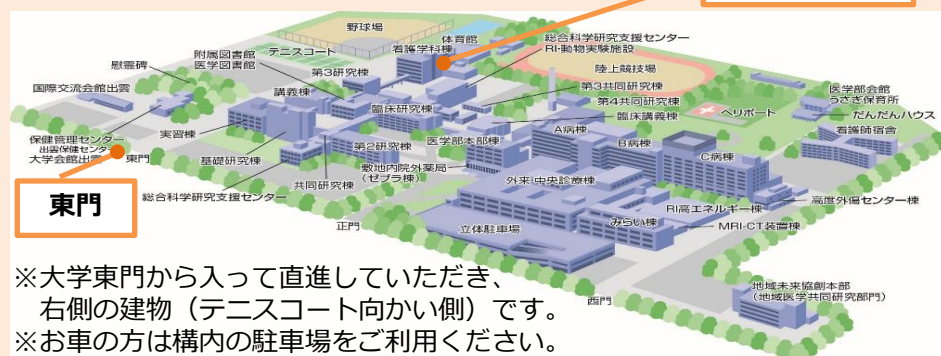 野球場
体育館
看護学科棟
総合科学研究支援センター
RI・動物実験施設
附属図書館
医学図書館
テニスコート
陸上競技場
慰霊碑
第3研究棟
第3共同研究棟
国際交流会館出雲
講義棟
臨床研究棟
第4共同研究棟
医学部会館
うさぎ保育所
臨床講義棟
ヘリポート
だんだんハウス
実習棟
A病棟
看護師宿舎
保健管理センター
出雲保健センター
大学会館出雲
東門
第2研究棟
医学部本部棟
B病棟
基礎研究棟
敷地内院外薬局
(ゼブラ棟)
C病棟
東門
総合科学研究支援センター
共同研究棟
外来・中央診療棟
RI高エネルギー棟
高度外傷センター棟
正門
立体駐車場
みらい棟
MRI-CT装置棟
西門
地域未来協創本部
(地域医学共同研究部門)
※大学東門から入って直進していただき、
右側の建物（テニスコート向かい側）です。
※お車の方は構内の駐車場をご利用ください。